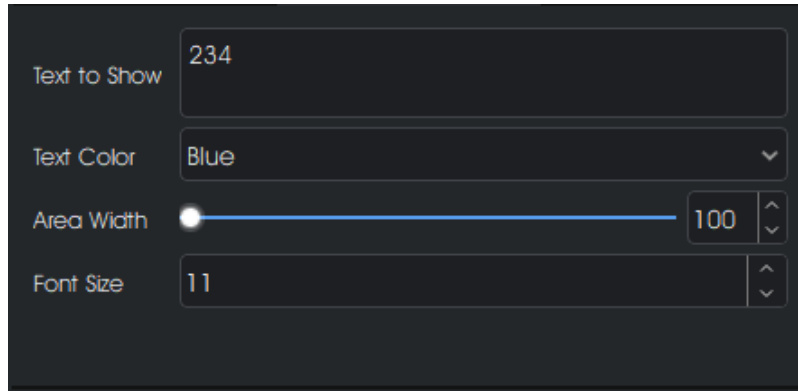 Text to Show
234
Text Color
Blue
Area Width
100
Font Size
11